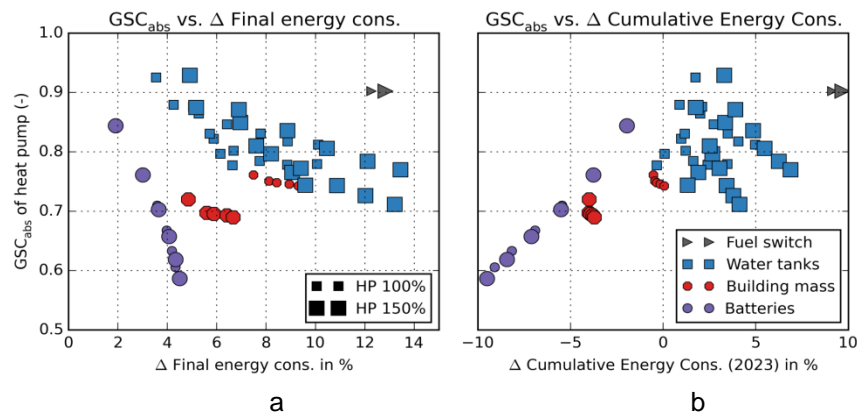 GSCabs vs. Δ Final energy cons.
GSCabs vs. Δ Cumulative Energy Cons.
GSCabs of heat pump (-)
1.0
0.9
0.8
0.7
0.6
0.5
HP 100%
HP 150%
Fuel switch
Water tanks
Building mass
Batteries
0 2 4 6 8 10 12 14
−10 −5 0 5 10
Δ Final energy cons. in %
Δ Cumulative Energy Cons. (2023) in %
a
b